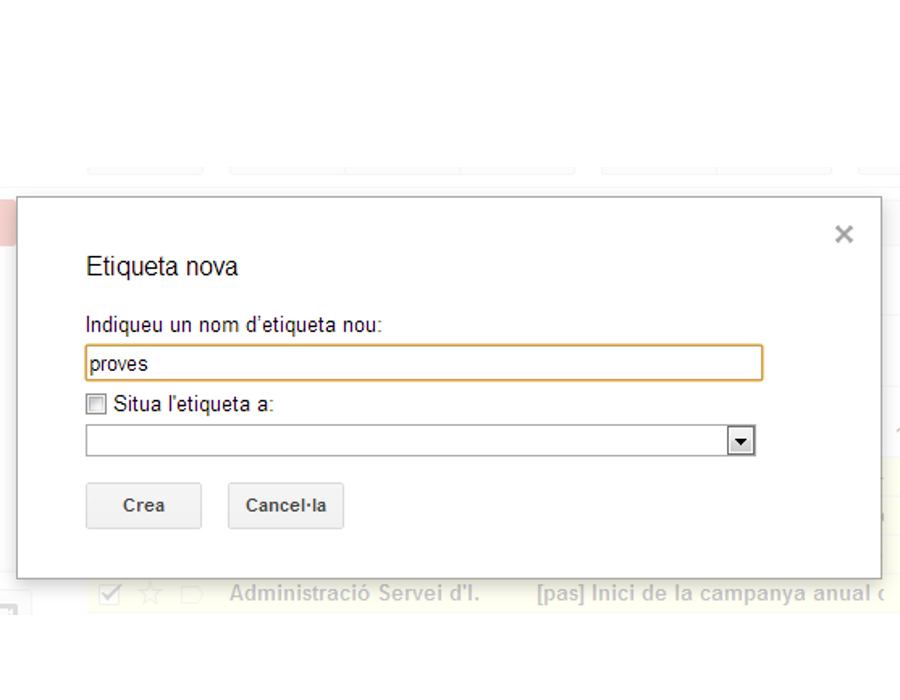 Etiqueta nova
Indiqueu un nom d'etiqueta nou:
proves
Situa l'etiqueta a:
Crea Cancel·la
Administració Servei d'I. [pas] Inici de la campanya anual